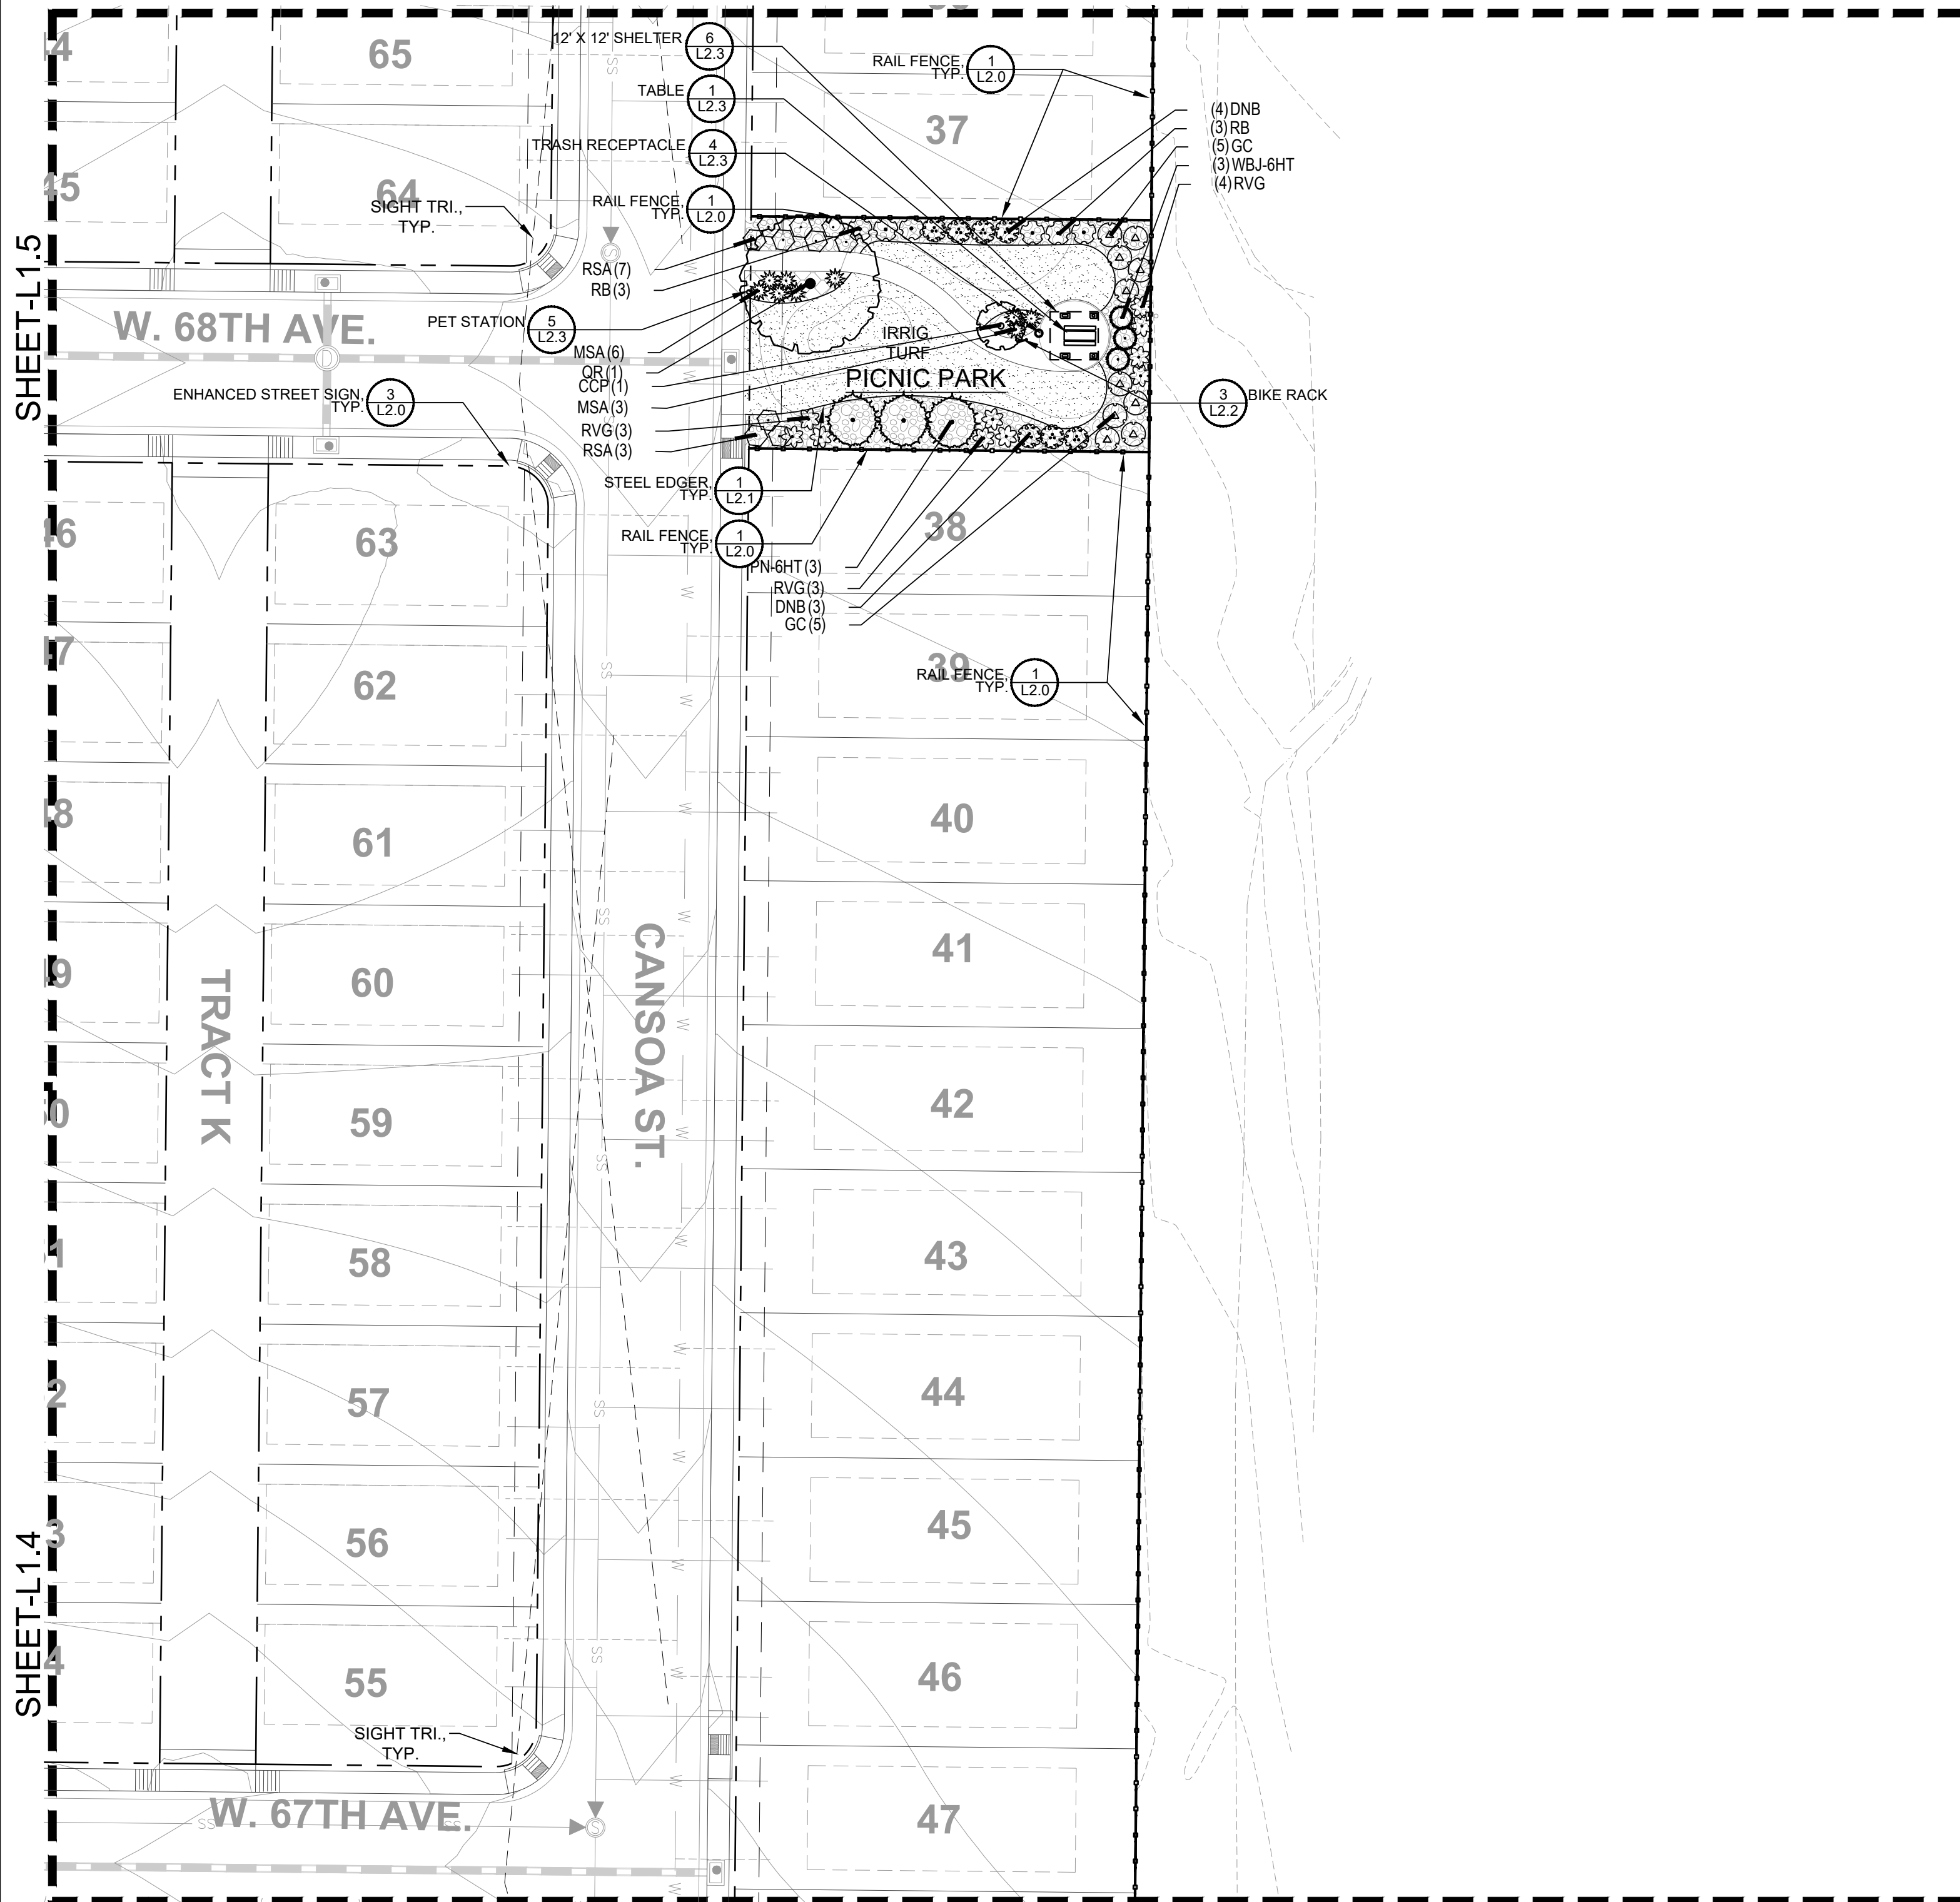 65
64
SIGHT TRI.,
TYP.
SHEET-L1.5
W. 68TH AVE.
D
S
SS
12' X 12' SHELTER
6
L2.3
TABLE
1
L2.3
TRASH RECEPTACLE
4
L2.3
RAIL FENCE,
TYP.
1
L2.0
RAIL FENCE,
TYP.
1
L2.0
37
(4) DNB
(3) RB
(5) GC
(3) WBJ-6HT
(4) RVG
RSA (7)
RB (3)
PET STATION
5
L2.3
MSA (6)
QR (1)
CCP (1)
MSA (3)
RVG (3)
RSA (3)
IRRIG
TURF
PICNIC PARK
3
L2.2
BIKE RACK
ENHANCED STREET SIGN,
TYP.
3
L2.0
STEEL EDGER,
TYP.
1
L2.1
RAIL FENCE,
TYP.
1
L2.0
PN-6HT (3)
RVG (3)
DNB (3)
GC (5)
38
39
RAIL FENCE,
TYP.
1
L2.0
63
62
61
60
59
58
57
56
55
TRACT K
CANSOA ST.
40
41
42
43
44
45
46
47
SHEET-L1.4
SIGHT TRI.,
TYP.
W. 67TH AVE.
SS
SS
S